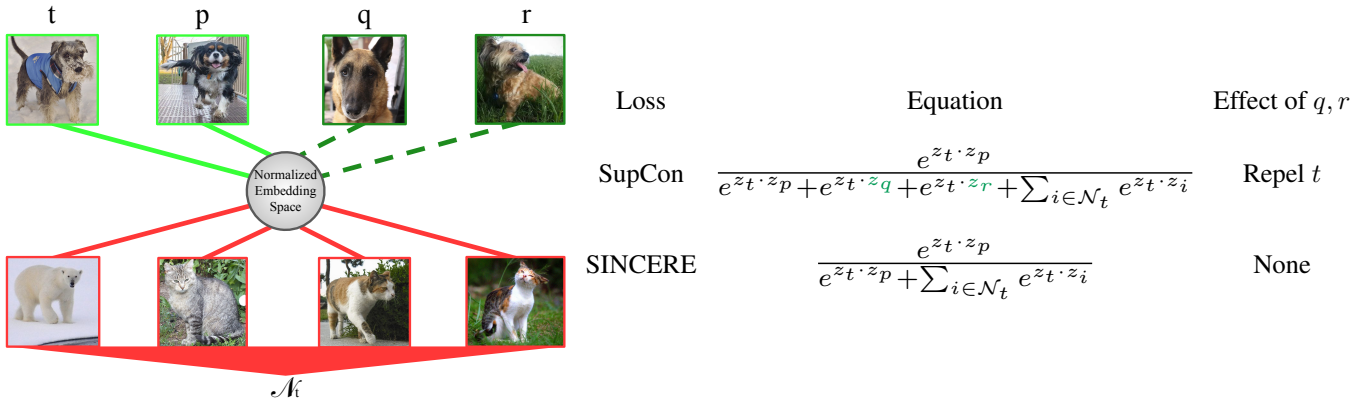 t p q r
Normalized
Embedding
Space
𝒩t
Loss Equation Effect of q, r
SupCon e^{z_t · z_p} / (e^{z_t · z_p} + e^{z_t · z_q} + e^{z_t · z_r} + ∑_{i∈𝒩_t} e^{z_t · z_i}) Repel t
SINCERE e^{z_t · z_p} / (e^{z_t · z_p} + ∑_{i∈𝒩_t} e^{z_t · z_i}) None